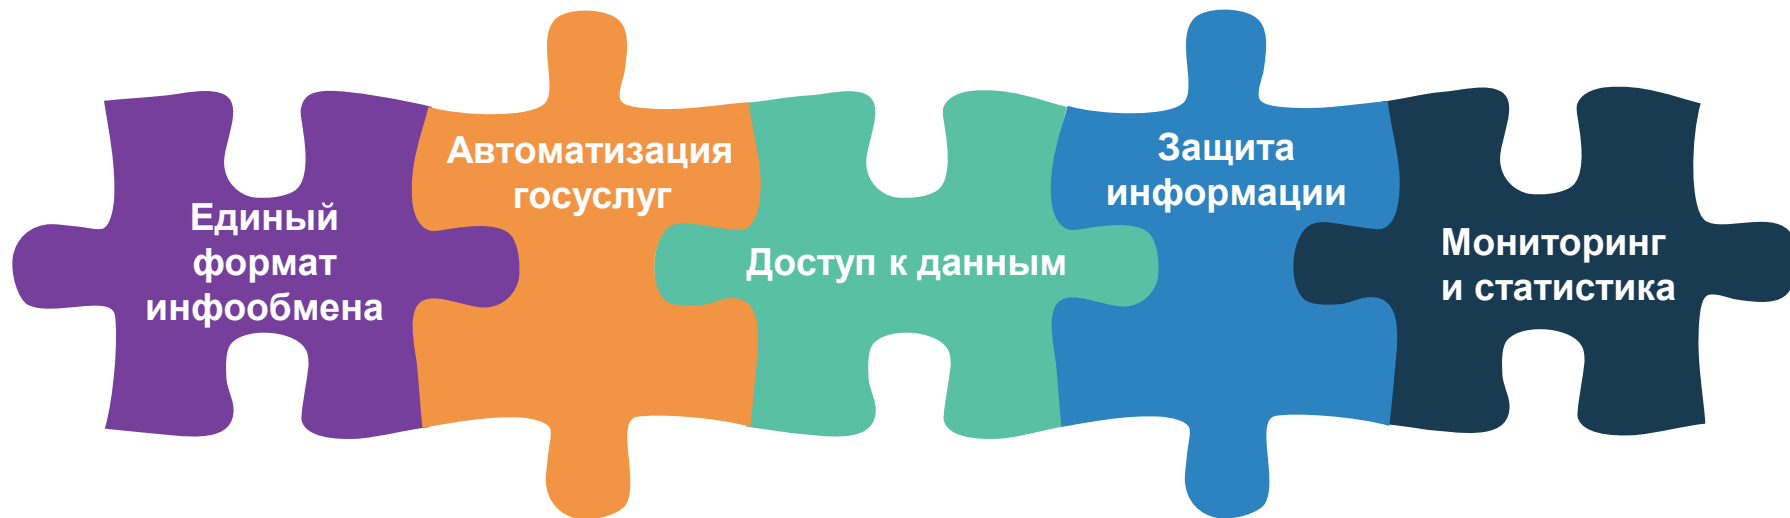 Единый
формат
инфообмена
Автоматизация
госуслуг
Доступ к данным
Защита
информации
Мониторинг
и статистика